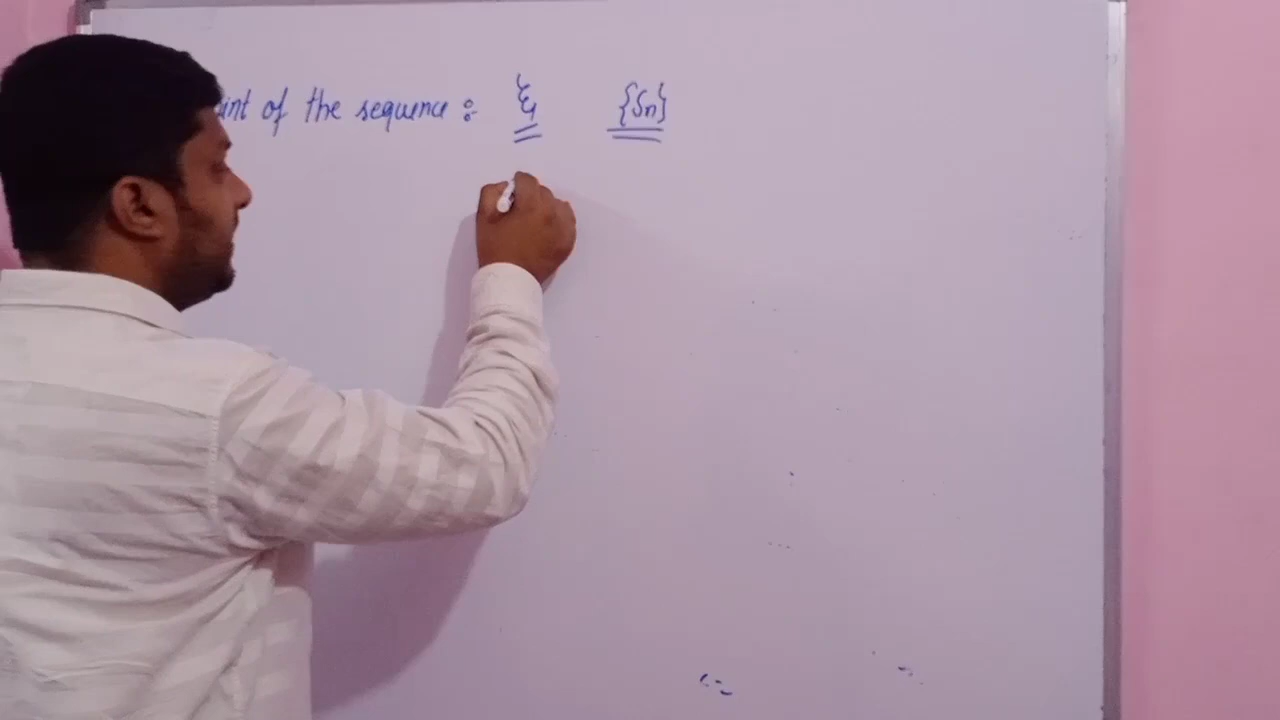 of the sequence : ξ {Sn}